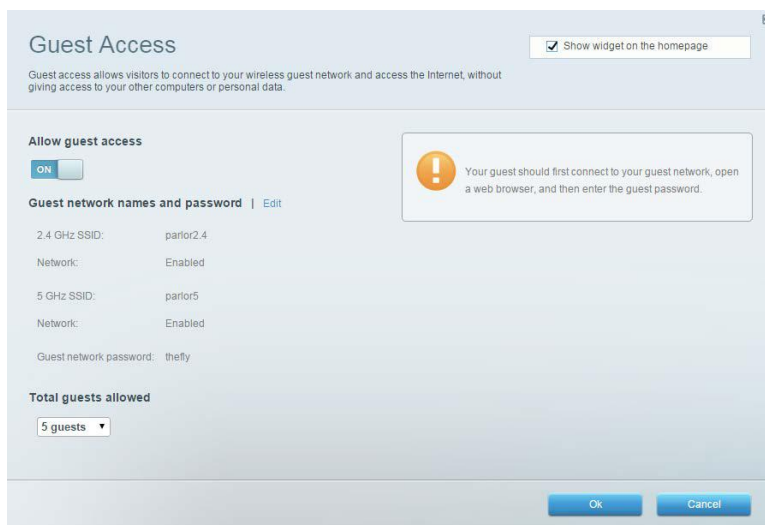 Guest Access
Show widget on the homepage
Guest access allows visitors to connect to your wireless guest network and access the Internet, without
giving access to your other computers or personal data.
Allow guest access
ON
Your guest should first connect to your guest network, open
a web browser, and then enter the guest password.
Guest network names and password | Edit
2.4 GHz SSID: parlor2.4
Network: Enabled
5 GHz SSID: parlor5
Network: Enabled
Guest network password: thefly
Total guests allowed
5 guests
Ok
Cancel